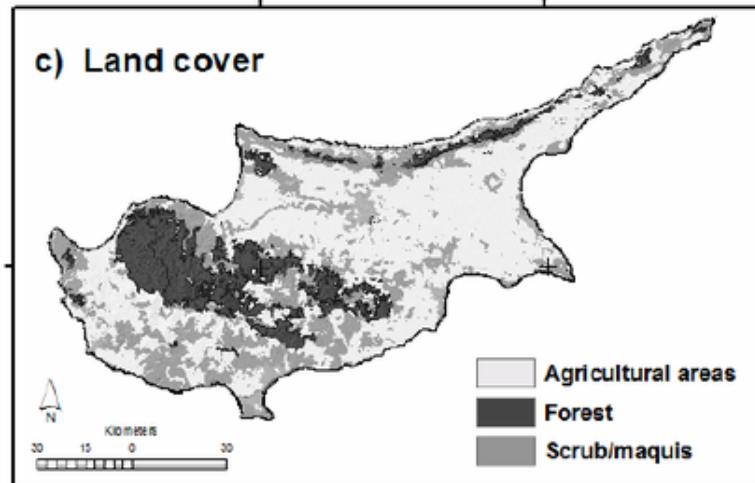 c) Land cover
Agricultural areas
Forest
Scrub/maquis
N
Kilometers
30 15 0 30